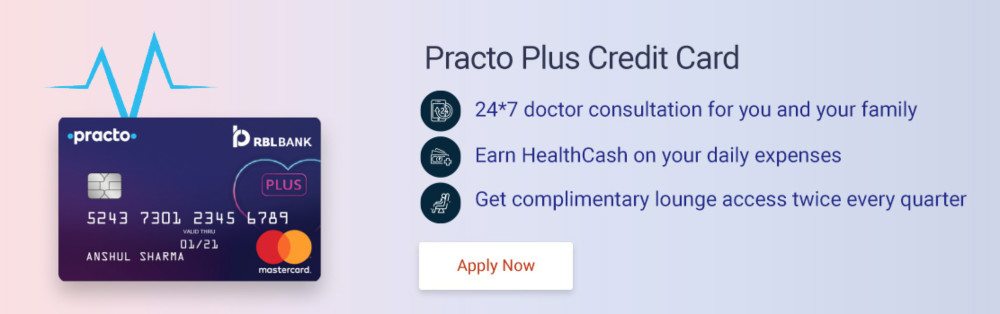 Practo Plus Credit Card
24*7 doctor consultation for you and your family
Earn HealthCash on your daily expenses
Get complimentary lounge access twice every quarter
Apply Now
•practo•
RBLBANK
PLUS
5243 7301 2345 6789
VALID THRU
01/21
ANSHUL SHARMA
mastercard.